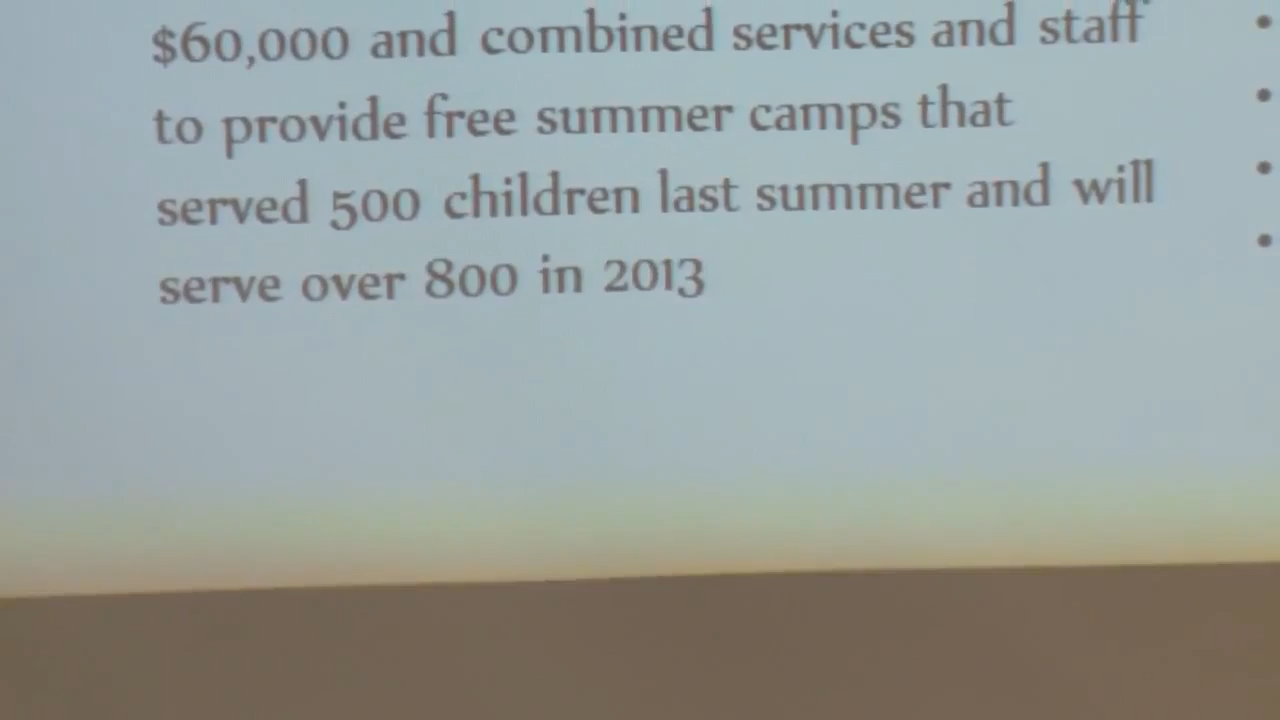 $60,000 and combined services and staff
to provide free summer camps that
served 500 children last summer and will
serve over 800 in 2013